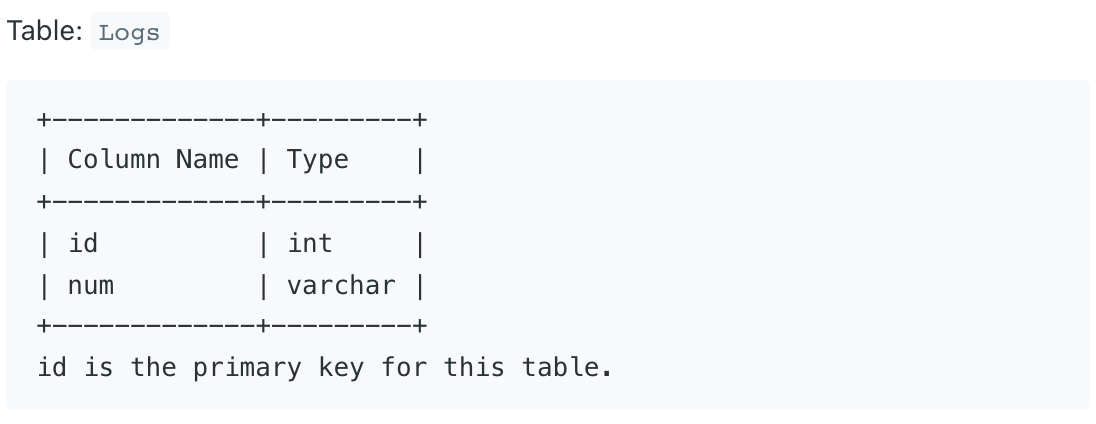 Table: Logs
+-------------+---------+
| Column Name | Type    |
+-------------+---------+
| id          | int     |
| num         | varchar |
+-------------+---------+
id is the primary key for this table.